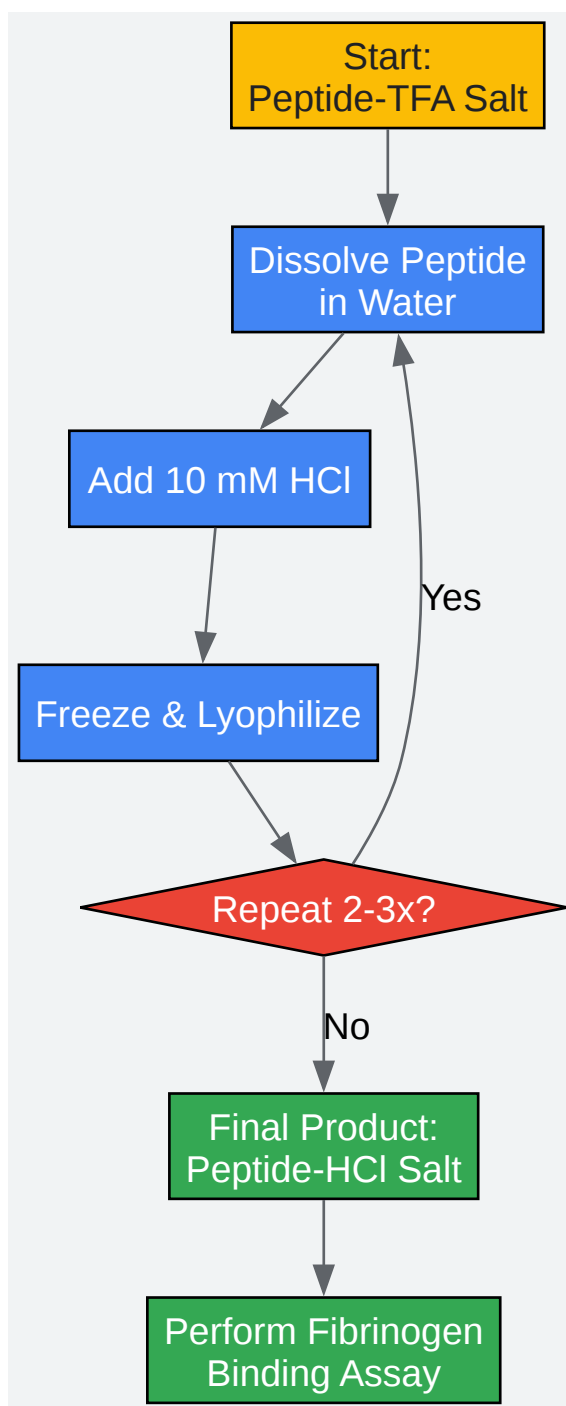 Start:
Peptide-TFA Salt
Dissolve Peptide
in Water
Add 10 mM HCl
Yes
Freeze & Lyophilize
Repeat 2-3x?
No
Final Product:
Peptide-HCl Salt
Perform Fibrinogen
Binding Assay